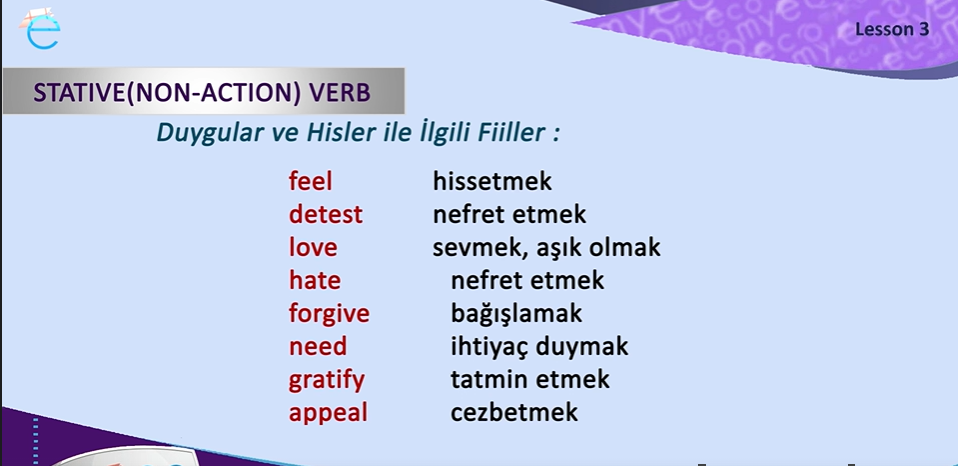 Lesson 3
STATIVE(NON-ACTION) VERB
Duygular ve Hisler ile İlgili Fiiller :
feel hissetmek
detest nefret etmek
love sevmek, aşık olmak
hate nefret etmek
forgive bağışlamak
need ihtiyaç duymak
gratify tatmin etmek
appeal cezbetmek